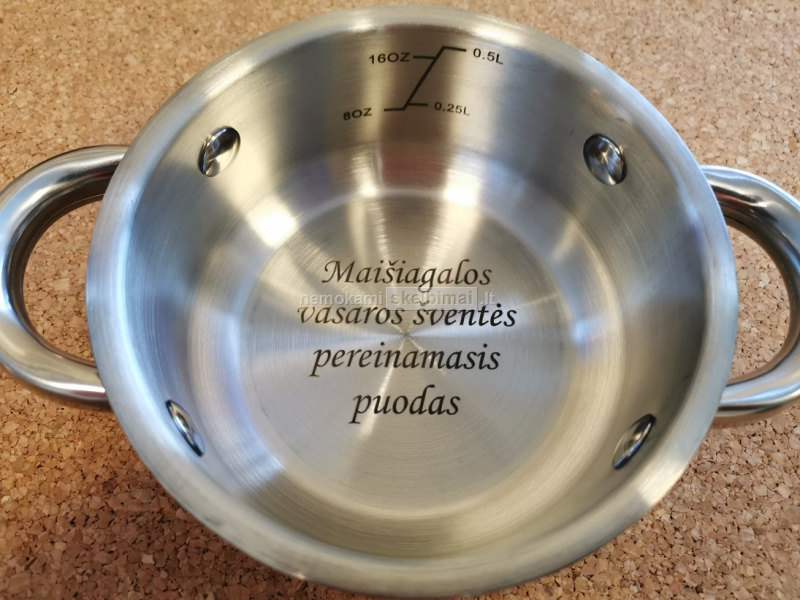 16OZ 0.5L
8OZ 0.25L
Maišiagalos
nemokami skelbimai .lt
vasaros šventės
pereinamasis
puodas